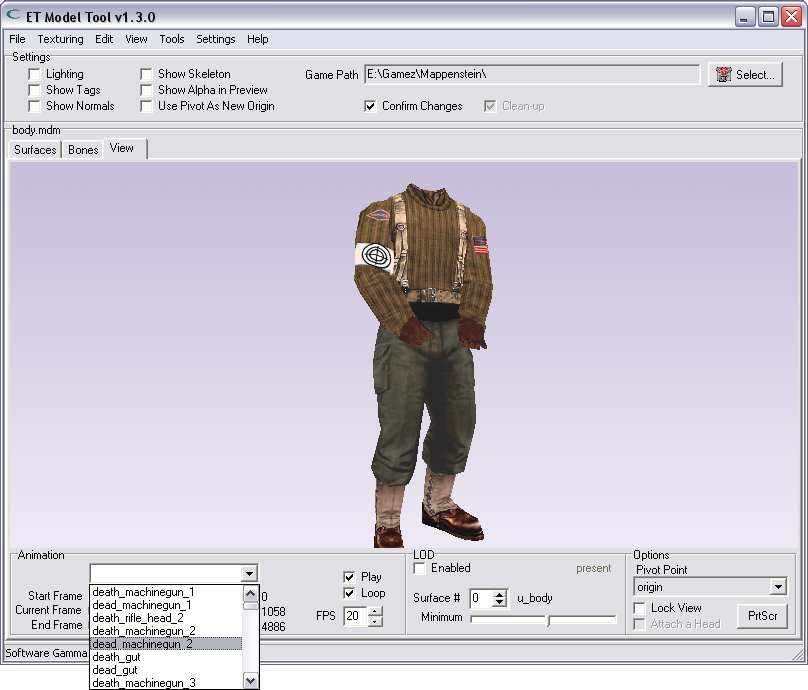 ET Model Tool v1.3.0
File Texturing Edit View Tools Settings Help
Settings
Lighting Show Skeleton Game Path E:\Gamez\Mappenstein\ Select...
Show Tags Show Alpha in Preview
Show Normals Use Pivot As New Origin Confirm Changes Clean-up
body.mdm
Surfaces Bones View
Animation
Play
Loop
Start Frame 0
Current Frame 1058
End Frame 4886
FPS 20
death_machinegun_1
dead_machinegun_1
death_rifle_head_2
death_machinegun_2
dead_machinegun_2
death_gut
dead_gut
death_machinegun_3
LOD
Enabled present
Surface # 0 u_body
Minimum
Options
Pivot Point
origin
Lock View
Attach a Head
PrtScr
Software Gamma